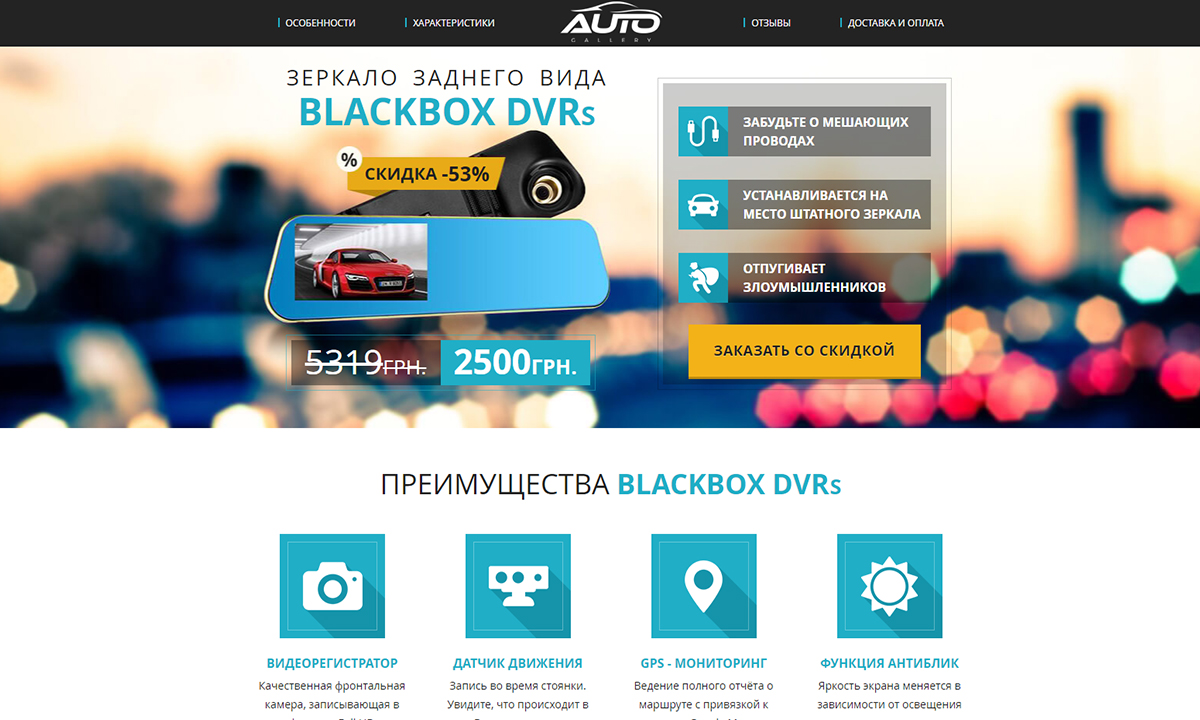 ОСОБЕННОСТИ
ХАРАКТЕРИСТИКИ
AUTO
GALLERY
ОТЗЫВЫ
ДОСТАВКА И ОПЛАТА
ЗЕРКАЛО ЗАДНЕГО ВИДА
BLACKBOX DVRs
%
СКИДКА -53%
5319ГРН.
2500ГРН.
ЗАБУДЬТЕ О МЕШАЮЩИХ
ПРОВОДАХ
УСТАНАВЛИВАЕТСЯ НА
МЕСТО ШТАТНОГО ЗЕРКАЛА
ОТПУГИВАЕТ
ЗЛОУМЫШЛЕННИКОВ
ЗАКАЗАТЬ СО СКИДКОЙ
ПРЕИМУЩЕСТВА BLACKBOX DVRs
ВИДЕОРЕГИСТРАТОР
Качественная фронтальная
камера, записывающая в
ДАТЧИК ДВИЖЕНИЯ
Запись во время стоянки.
Увидите, что происходит в
GPS - МОНИТОРИНГ
Ведение полного отчёта о
маршруте с привязкой к
ФУНКЦИЯ АНТИБЛИК
Яркость экрана меняется в
зависимости от освещения